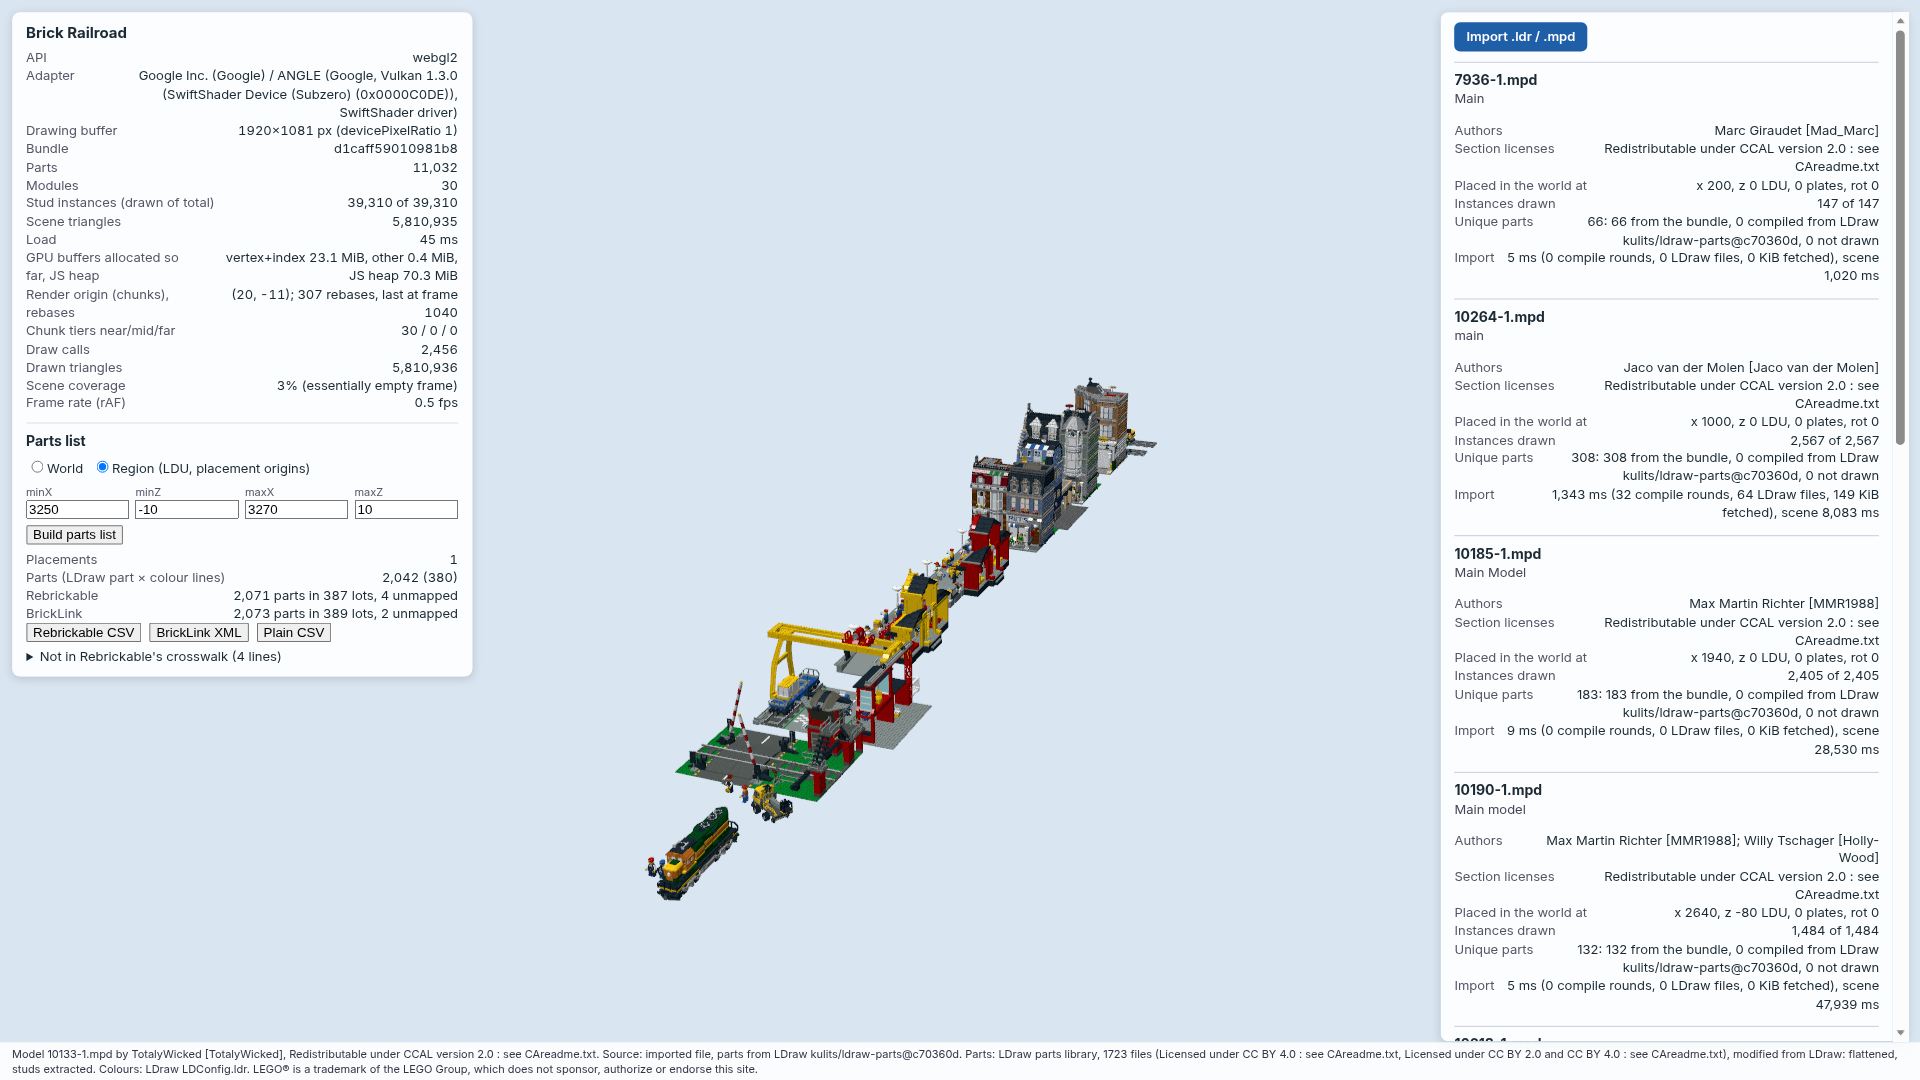 Brick Railroad
API webgl2
Adapter Google Inc. (Google) / ANGLE (Google, Vulkan 1.3.0
(SwiftShader Device (Subzero) (0x0000C0DE)),
SwiftShader driver)
Drawing buffer 1920×1081 px (devicePixelRatio 1)
Bundle d1caff59010981b8
Parts 11,032
Modules 30
Stud instances (drawn of total) 39,310 of 39,310
Scene triangles 5,810,935
Load 45 ms
GPU buffers allocated so vertex+index 23.1 MiB, other 0.4 MiB,
far, JS heap JS heap 70.3 MiB
Render origin (chunks), (20, -11); 307 rebases, last at frame
rebases 1040
Chunk tiers near/mid/far 30 / 0 / 0
Draw calls 2,456
Drawn triangles 5,810,936
Scene coverage 3% (essentially empty frame)
Frame rate (rAF) 0.5 fps
Parts list
World Region (LDU, placement origins)
minX minZ maxX maxZ
3250 -10 3270 10
Build parts list
Placements 1
Parts (LDraw part × colour lines) 2,042 (380)
Rebrickable 2,071 parts in 387 lots, 4 unmapped
BrickLink 2,073 parts in 389 lots, 2 unmapped
Rebrickable CSV BrickLink XML Plain CSV
Not in Rebrickable's crosswalk (4 lines)
Import .ldr / .mpd
7936-1.mpd
Main
Authors Marc Giraudet [Mad_Marc]
Section licenses Redistributable under CCAL version 2.0 : see
CAreadme.txt
Placed in the world at x 200, z 0 LDU, 0 plates, rot 0
Instances drawn 147 of 147
Unique parts 66: 66 from the bundle, 0 compiled from LDraw
kulits/ldraw-parts@c70360d, 0 not drawn
Import 5 ms (0 compile rounds, 0 LDraw files, 0 KiB fetched), scene
1,020 ms
10264-1.mpd
main
Authors Jaco van der Molen [Jaco van der Molen]
Section licenses Redistributable under CCAL version 2.0 : see
CAreadme.txt
Placed in the world at x 1000, z 0 LDU, 0 plates, rot 0
Instances drawn 2,567 of 2,567
Unique parts 308: 308 from the bundle, 0 compiled from LDraw
kulits/ldraw-parts@c70360d, 0 not drawn
Import 1,343 ms (32 compile rounds, 64 LDraw files, 149 KiB
fetched), scene 8,083 ms
10185-1.mpd
Main Model
Authors Max Martin Richter [MMR1988]
Section licenses Redistributable under CCAL version 2.0 : see
CAreadme.txt
Placed in the world at x 1940, z 0 LDU, 0 plates, rot 0
Instances drawn 2,405 of 2,405
Unique parts 183: 183 from the bundle, 0 compiled from LDraw
kulits/ldraw-parts@c70360d, 0 not drawn
Import 9 ms (0 compile rounds, 0 LDraw files, 0 KiB fetched), scene
28,530 ms
10190-1.mpd
Main model
Authors Max Martin Richter [MMR1988]; Willy Tschager [Holly-
Wood]
Section licenses Redistributable under CCAL version 2.0 : see
CAreadme.txt
Placed in the world at x 2640, z -80 LDU, 0 plates, rot 0
Instances drawn 1,484 of 1,484
Unique parts 132: 132 from the bundle, 0 compiled from LDraw
kulits/ldraw-parts@c70360d, 0 not drawn
Import 5 ms (0 compile rounds, 0 LDraw files, 0 KiB fetched), scene
47,939 ms
Model 10133-1.mpd by TotalyWicked [TotalyWicked], Redistributable under CCAL version 2.0 : see CAreadme.txt. Source: imported file, parts from LDraw kulits/ldraw-parts@c70360d. Parts: LDraw parts library, 1723 files (Licensed under CC BY 4.0 : see CAreadme.txt, Licensed under CC BY 2.0 and CC BY 4.0 : see CAreadme.txt), modified from LDraw: flattened,
studs extracted. Colours: LDraw LDConfig.ldr. LEGO® is a trademark of the LEGO Group, which does not sponsor, authorize or endorse this site.